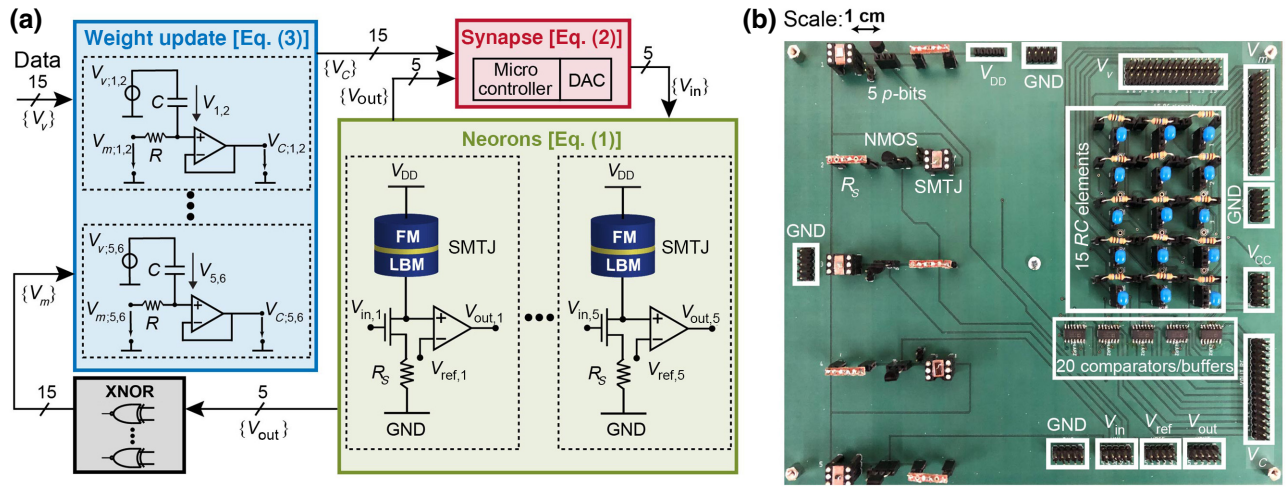 (a)
Weight update [Eq. (3)]
Data
15
{V_v}
V_v;1,2
C
V_1,2
V_m;1,2
R
V_C;1,2
V_v;5,6
C
V_5,6
V_m;5,6
R
V_C;5,6
{V_m}
15
XNOR
5
{V_out}
15
{V_C}
5
{V_out}
Synapse [Eq. (2)]
Micro
controller
DAC
5
{V_in}
Neorons [Eq. (1)]
V_DD
FM
LBM
SMTJ
V_in,1
V_out,1
V_ref,1
R_S
GND
V_DD
FM
LBM
SMTJ
V_in,5
V_out,5
V_ref,5
R_S
GND
(b) Scale: 1 cm
5 p-bits
V_DD
GND
V_v
V_m
NMOS
R_S
SMTJ
GND
15 RC elements
GND
V_CC
20 comparators/buffers
GND
V_in
V_ref
V_out
V_C